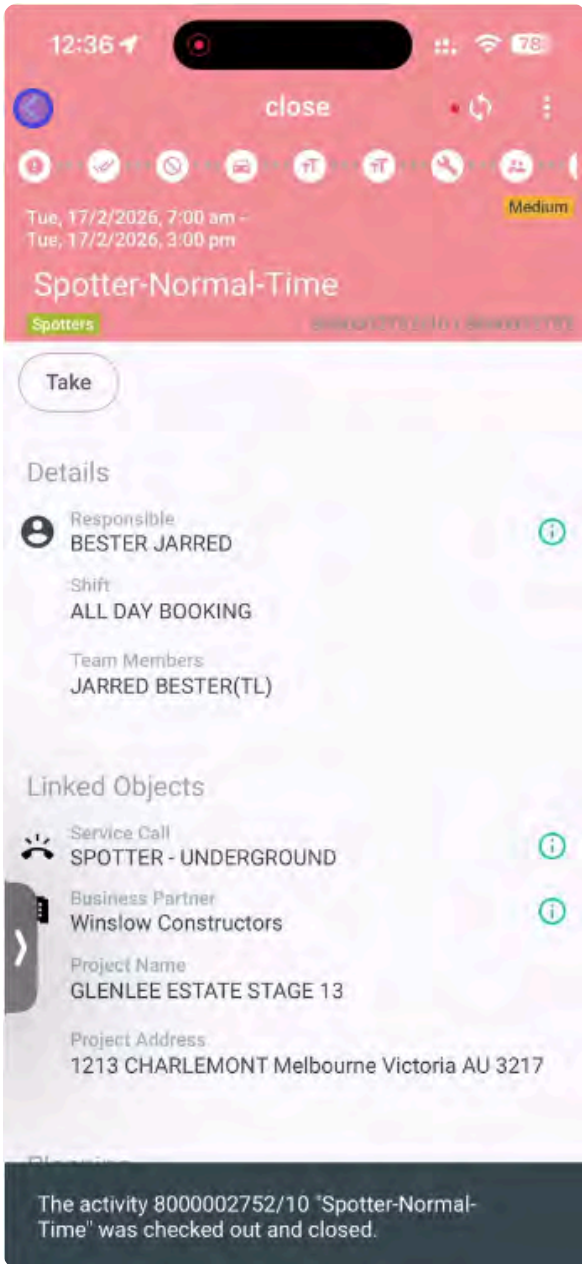 12:36
78
close
Tue, 17/2/2026, 7:00 am -
Tue, 17/2/2026, 3:00 pm
Medium
Spotter-Normal-Time
Spotters
Take
Details
Responsible
BESTER JARRED
Shift
ALL DAY BOOKING
Team Members
JARRED BESTER(TL)
Linked Objects
Service Call
SPOTTER - UNDERGROUND
Business Partner
Winslow Constructors
Project Name
GLENLEE ESTATE STAGE 13
Project Address
1213 CHARLEMONT Melbourne Victoria AU 3217
The activity 8000002752/10 "Spotter-Normal-
Time" was checked out and closed.